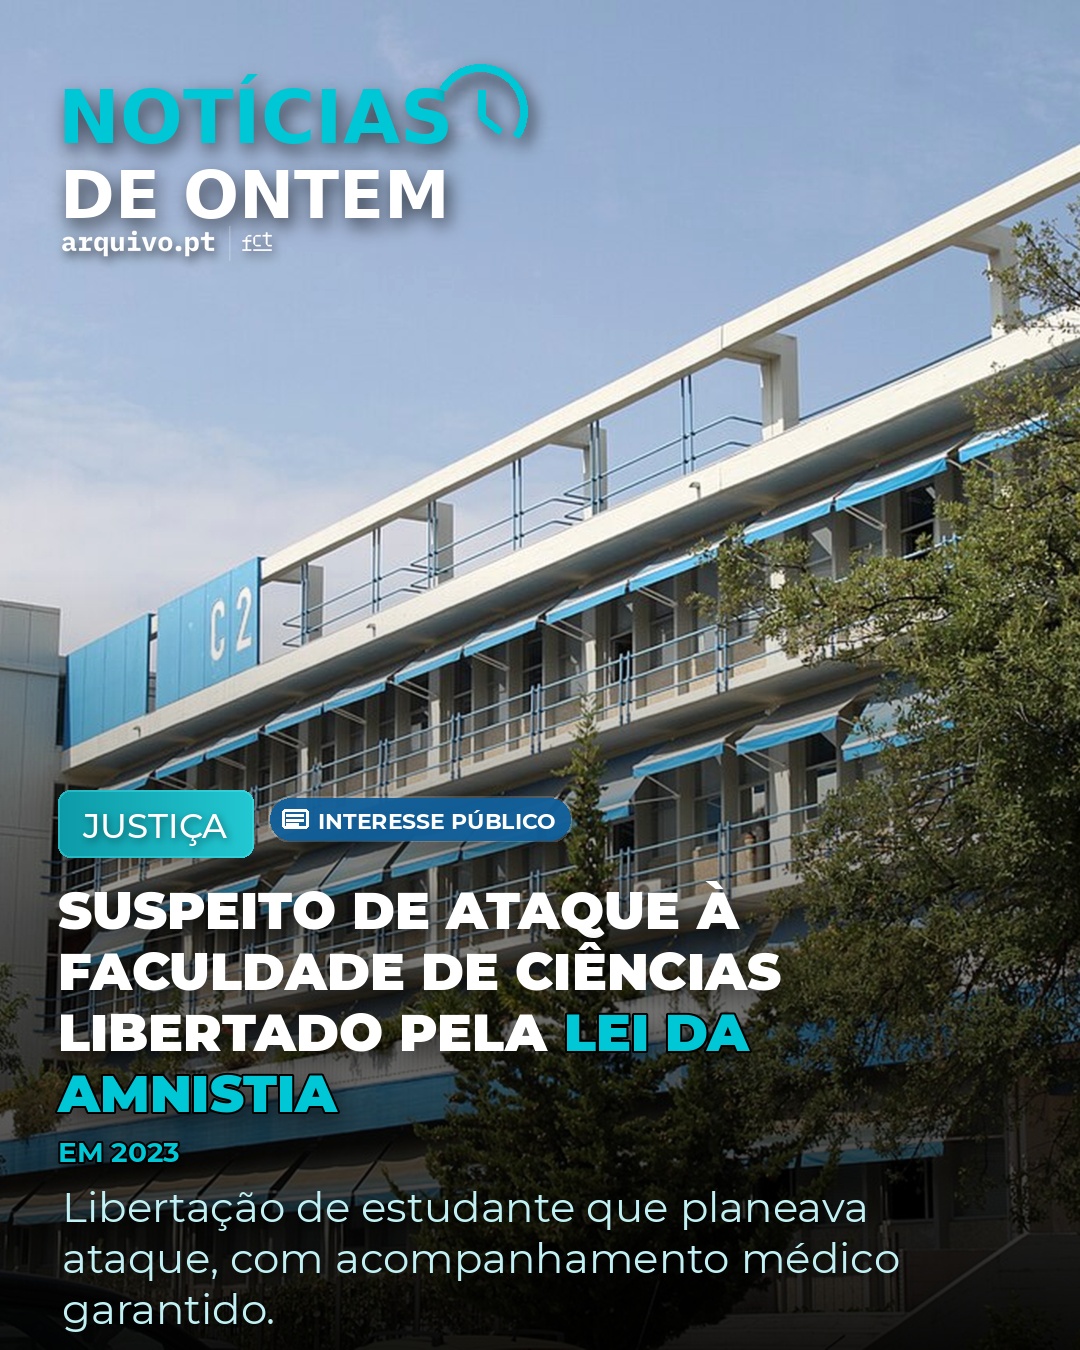 NOTÍCIAS
DE ONTEM
arquivo.pt | fct
C2
JUSTIÇA
INTERESSE PÚBLICO
SUSPEITO DE ATAQUE À
FACULDADE DE CIÊNCIAS
LIBERTADO PELA LEI DA
AMNISTIA
EM 2023
Libertação de estudante que planeava
ataque, com acompanhamento médico
garantido.